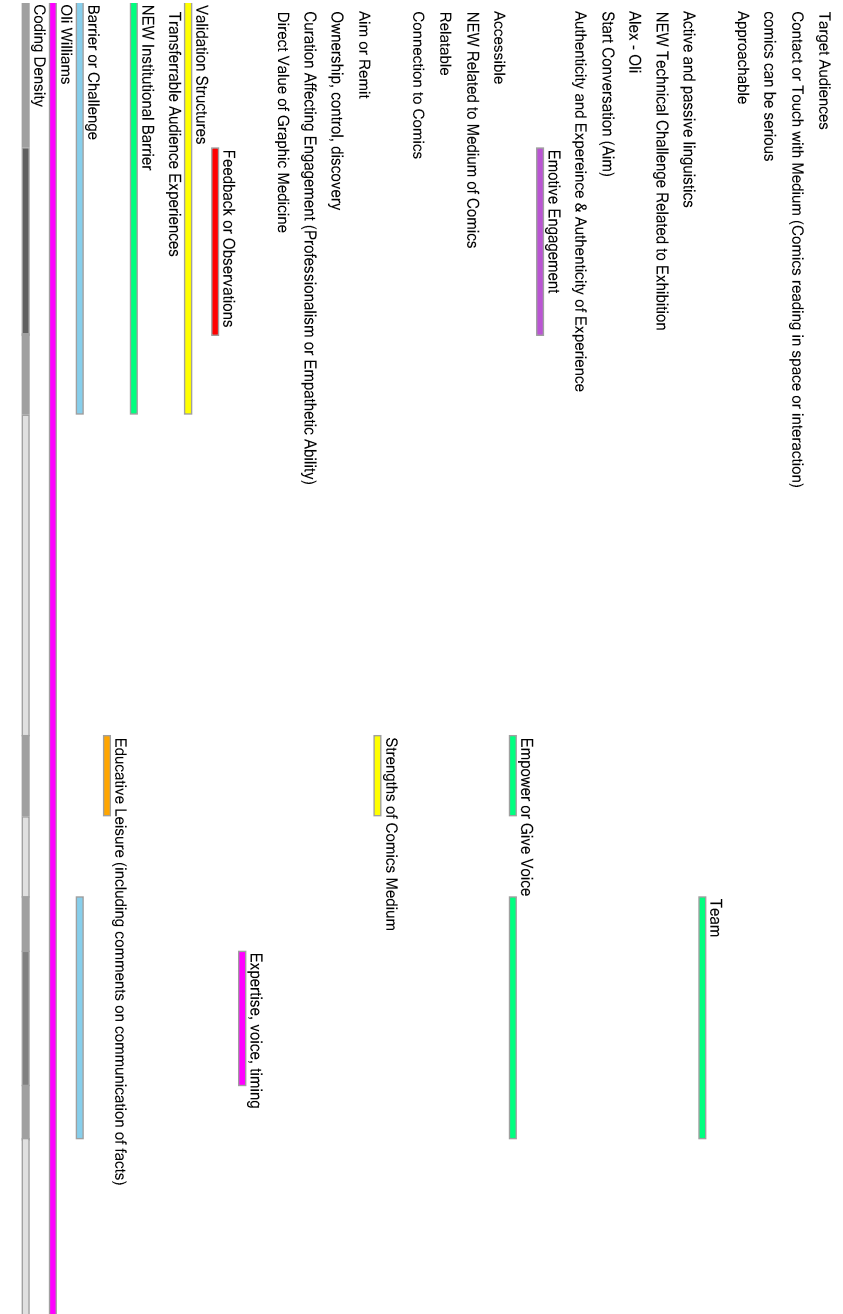 Target Audiences
Contact or Touch with Medium (Comics reading in space or interaction)
comics can be serious
Approachable
Team
Active and passive linguistics
NEW Technical Challenge Related to Exhibition
Alex - Oli
Start Conversation (Aim)
Authenticity and Expereince & Authenticity of Experience
Emotive Engagement
Empower or Give Voice
Accessible
NEW Related to Medium of Comics
Relatable
Connection to Comics
Strengths of Comics Medium
Aim or Remit
Ownership, control, discovery
Curation Affecting Engagement (Professionalism or Empathetic Ability)
Direct Value of Graphic Medicine
Expertise, voice, timing
Feedback or Observations
Validation Structures
Transferrable Audience Experiences
NEW Institutional Barrier
Educative Leisure (including comments on communication of facts)
Barrier or Challenge
Oli Williams
Coding Density